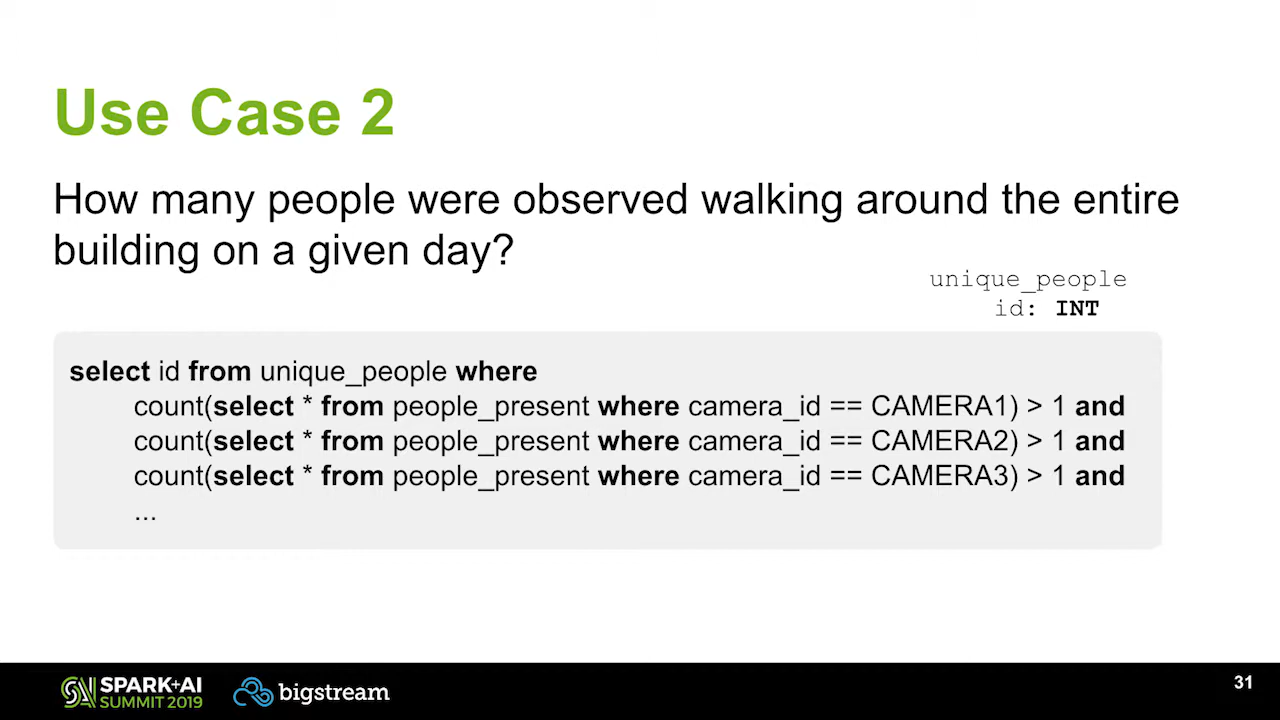 Use Case 2
How many people were observed walking around the entire
building on a given day?
unique_people
id: INT
select id from unique_people where
count(select * from people_present where camera_id == CAMERA1) > 1 and
count(select * from people_present where camera_id == CAMERA2) > 1 and
count(select * from people_present where camera_id == CAMERA3) > 1 and
...
SPARK+AI
SUMMIT 2019
bigstream
31